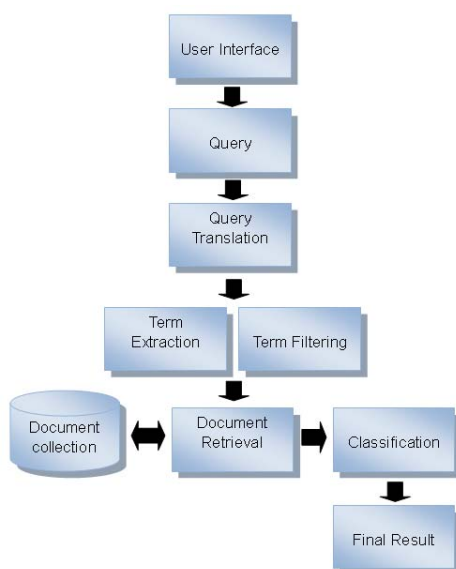 User Interface
Query
Query
Translation
Term
Extraction
Term Filtering
Document
collection
Document
Retrieval
Classification
Final Result